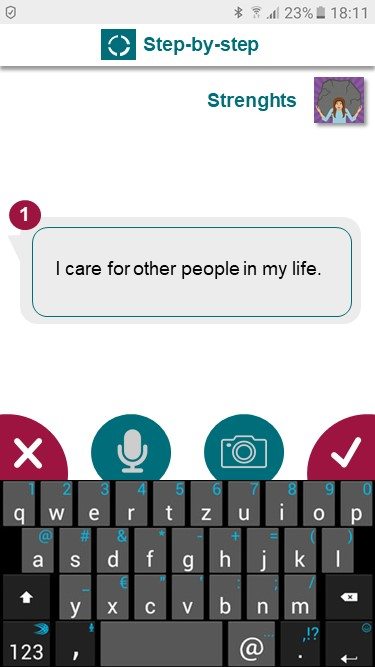 23% 18:11
Step-by-step
Strenghts
1
I care for other people in my life.
1 2 3 4 5 6 7 8 9 0
q w e r t z u i o p
@ # & * - + = ( )
a s d f g h j k l
_ € " ' : ; /
y x c v b n m
... ,!?
123 , @ .